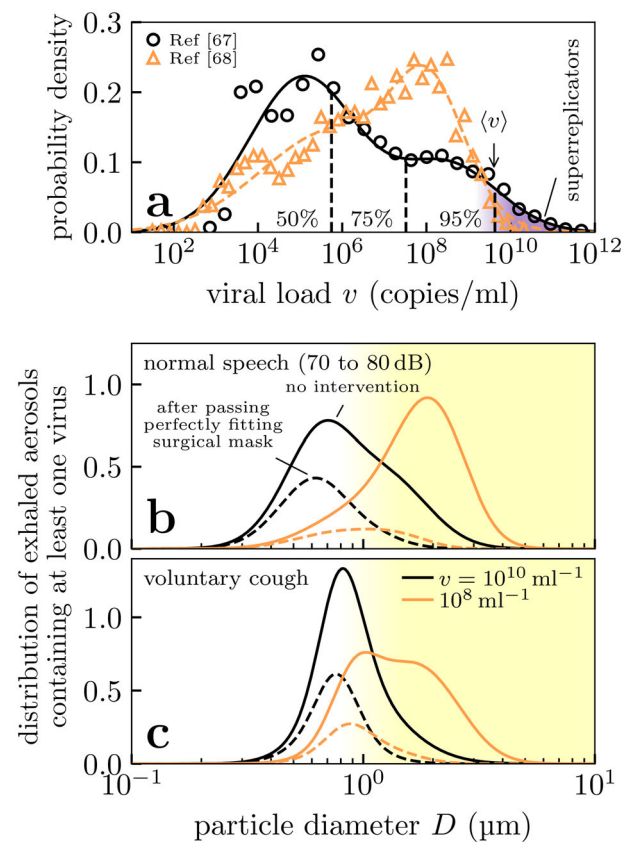 probability density
0.3
0.2
0.1
0.0
Ref [67]
Ref [68]
⟨v⟩
superreplicators
a
50%
75%
95%
10²
10⁴
10⁶
10⁸
10¹⁰
10¹²
viral load v (copies/ml)
distribution of exhaled aerosols
containing at least one virus
1.0
0.5
0.0
normal speech (70 to 80 dB)
no intervention
after passing
perfectly fitting
surgical mask
b
1.0
0.5
0.0
voluntary cough
v = 10¹⁰ ml⁻¹
10⁸ ml⁻¹
c
10⁻¹
10⁰
10¹
particle diameter D (µm)